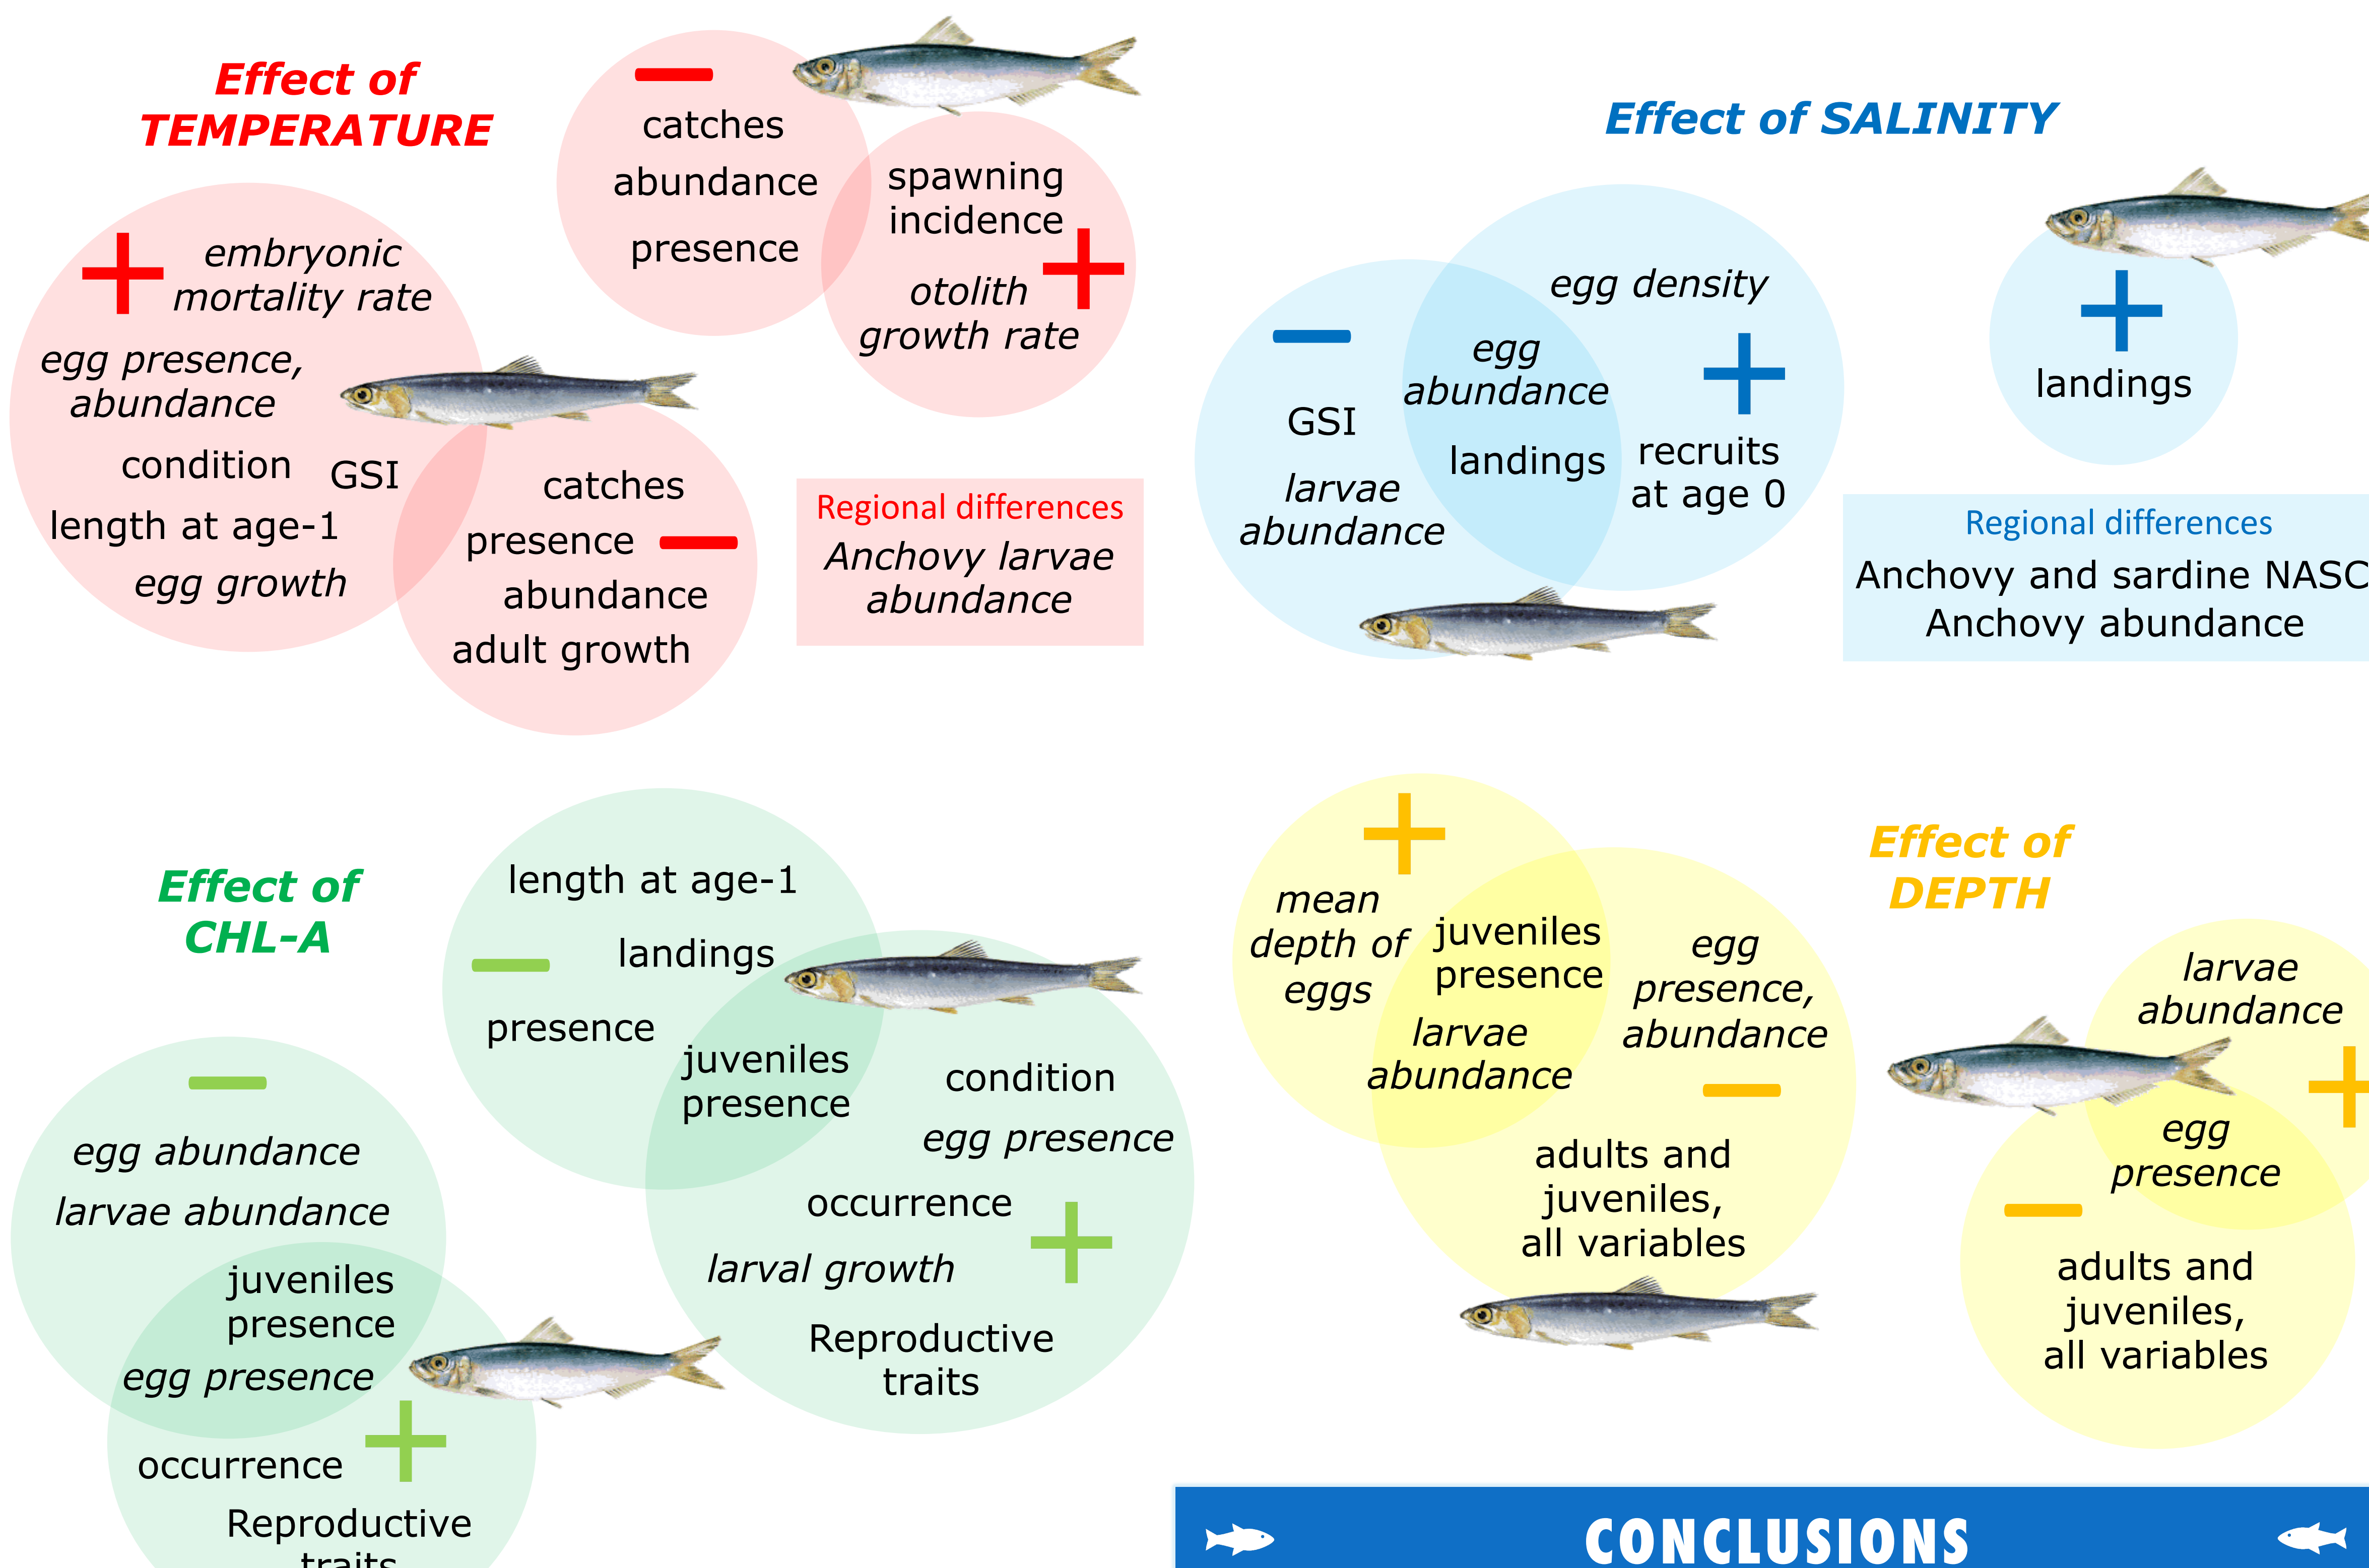 Effect of
TEMPERATURE
catches
abundance
presence
spawning
incidence
otolith
growth rate
embryonic
mortality rate
egg presence,
abundance
condition
GSI
length at age-1
egg growth
catches
presence
abundance
adult growth
Regional differences
Anchovy larvae
abundance
Effect of SALINITY
egg density
egg
abundance
landings
GSI
larvae
abundance
recruits
at age 0
landings
Regional differences
Anchovy and sardine NASC
Anchovy abundance
Effect of
CHL-A
length at age-1
landings
presence
juveniles
presence
condition
egg presence
occurrence
larval growth
Reproductive
traits
egg abundance
larvae abundance
juveniles
presence
egg presence
occurrence
Reproductive
traits
Effect of
DEPTH
mean
depth of
eggs
juveniles
presence
larvae
abundance
egg
presence,
abundance
adults and
juveniles,
all variables
larvae
abundance
egg
presence
adults and
juveniles,
all variables
CONCLUSIONS